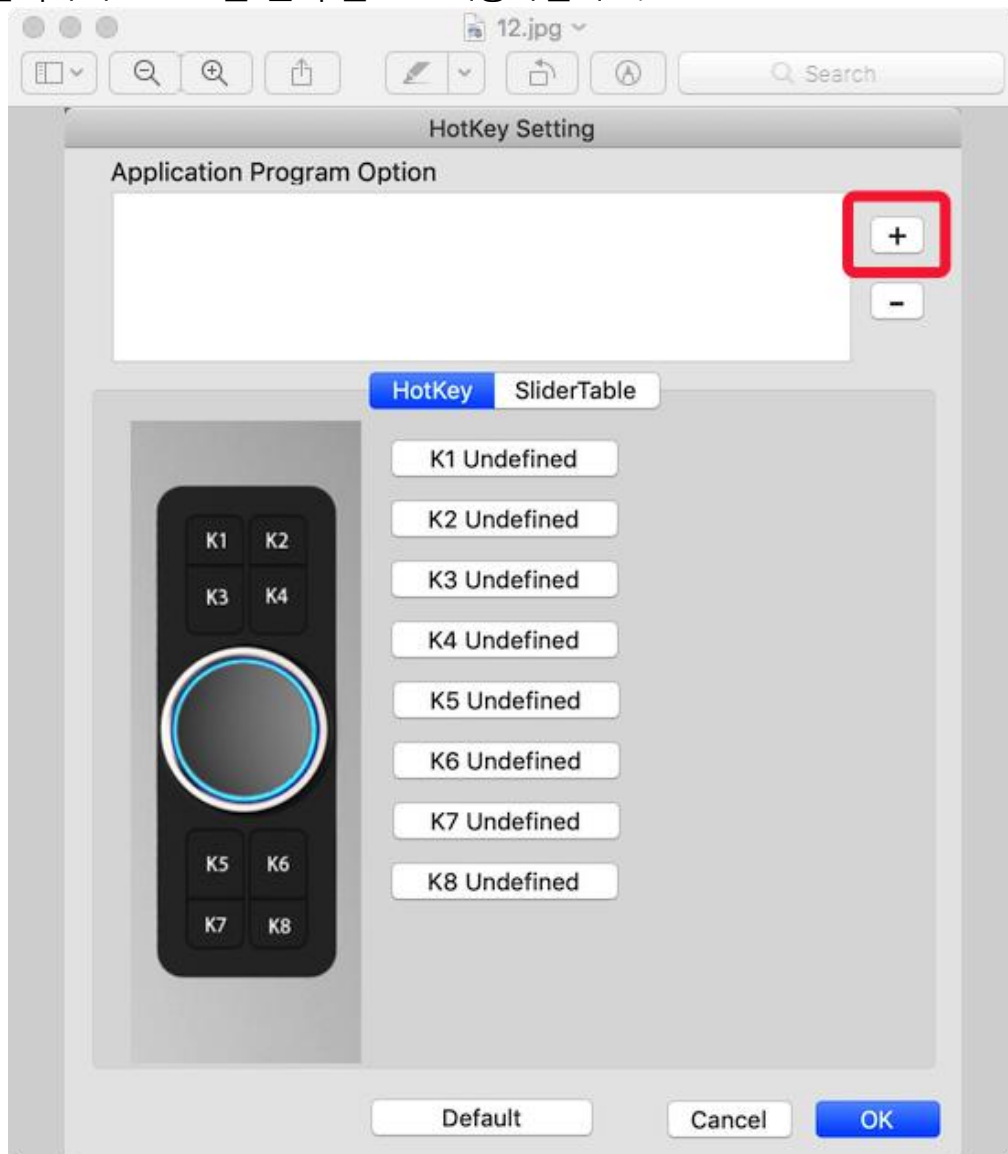 12.jpg
Search
HotKey Setting
Application Program Option
+
-
HotKey SliderTable
K1 Undefined
K2 Undefined
K3 Undefined
K4 Undefined
K5 Undefined
K6 Undefined
K7 Undefined
K8 Undefined
K1 K2
K3 K4
K5 K6
K7 K8
Default Cancel OK